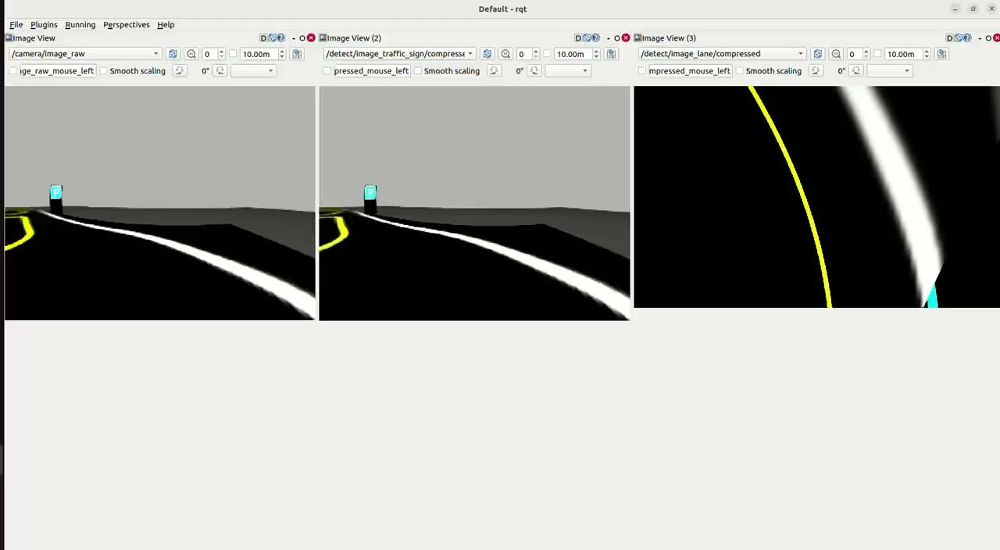 Default - rqt
File Plugins Running Perspectives Help
Image View D - O
Image View (2) D - O
Image View (3) D - O
/camera/image_raw 0 10.00m
/detect/image_traffic_sign/compresse 0 10.00m
/detect/image_lane/compressed 0 10.00m
ige_raw_mouse_left Smooth scaling 0°
pressed_mouse_left Smooth scaling 0°
mpressed_mouse_left Smooth scaling 0°
P